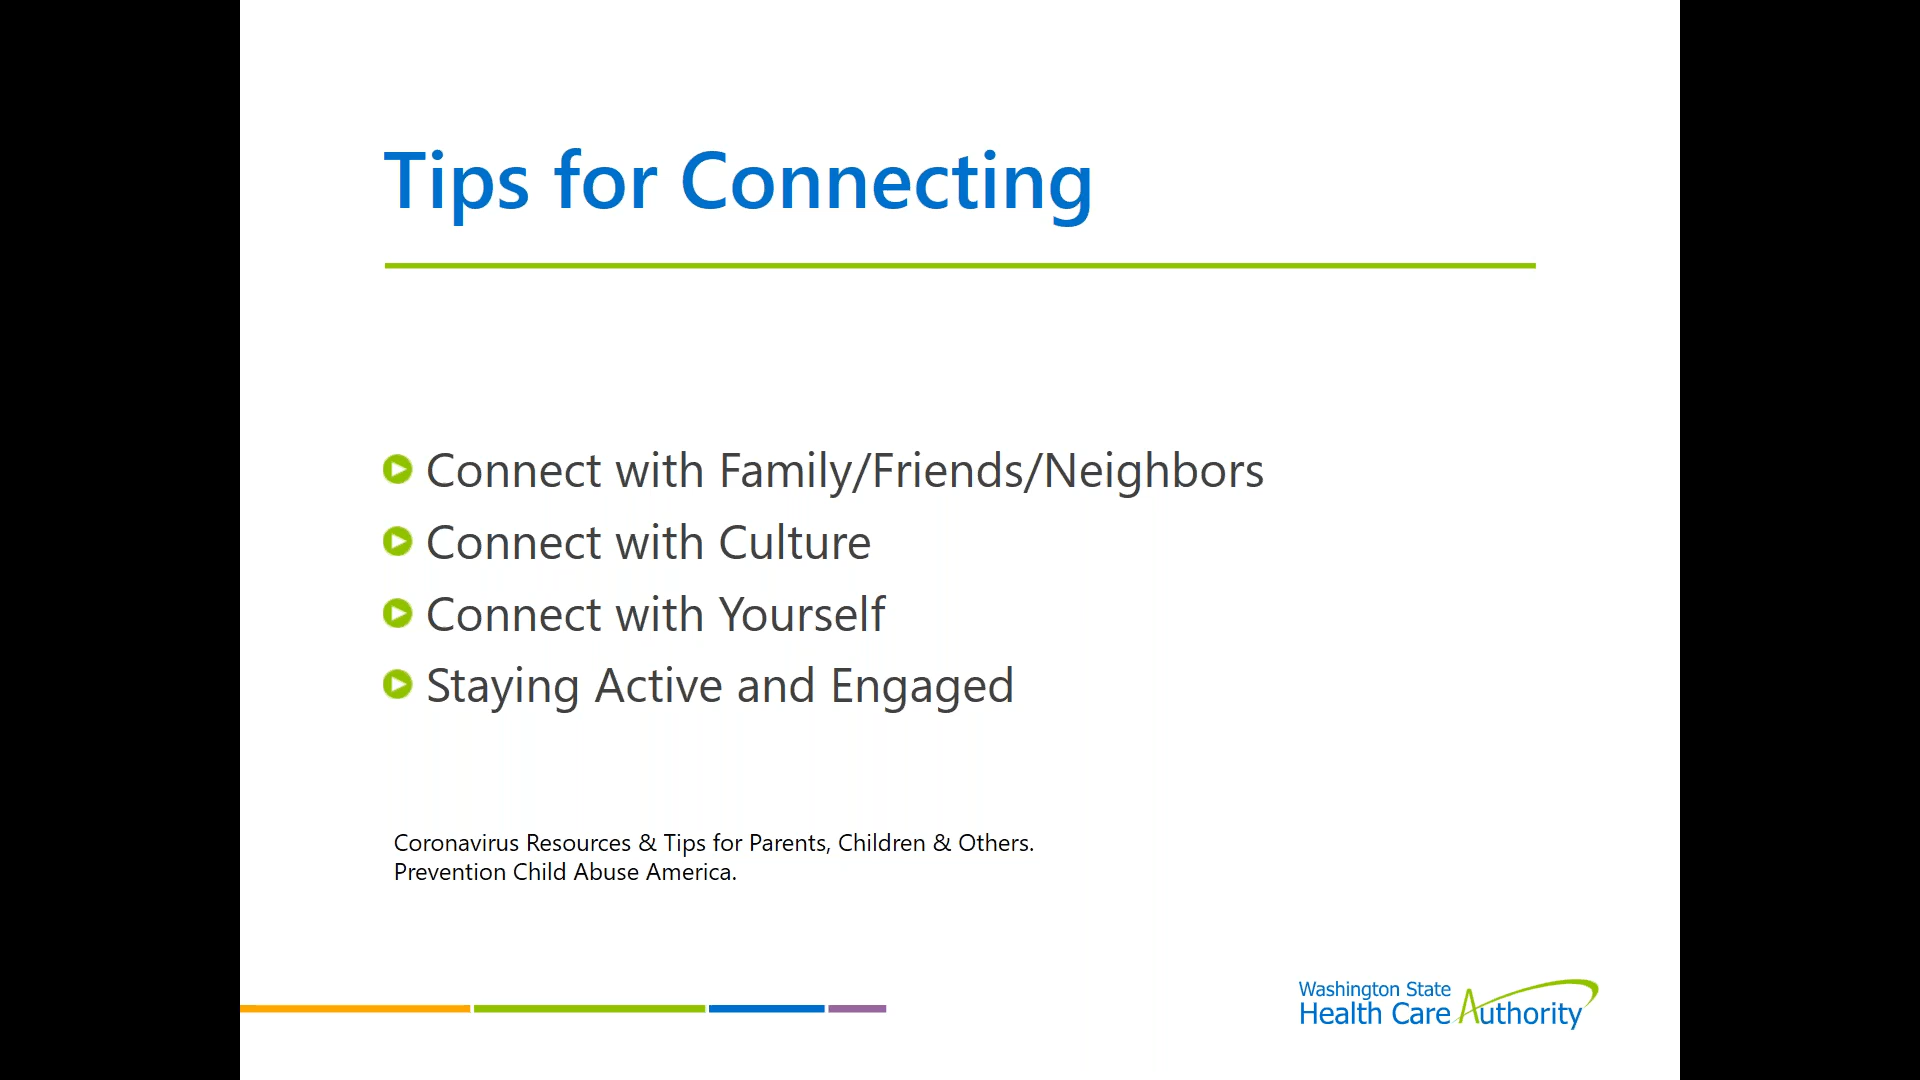 Tips for Connecting
Connect with Family/Friends/Neighbors
Connect with Culture
Connect with Yourself
Staying Active and Engaged
Coronavirus Resources & Tips for Parents, Children & Others.
Prevention Child Abuse America.
Washington State
Health Care Authority